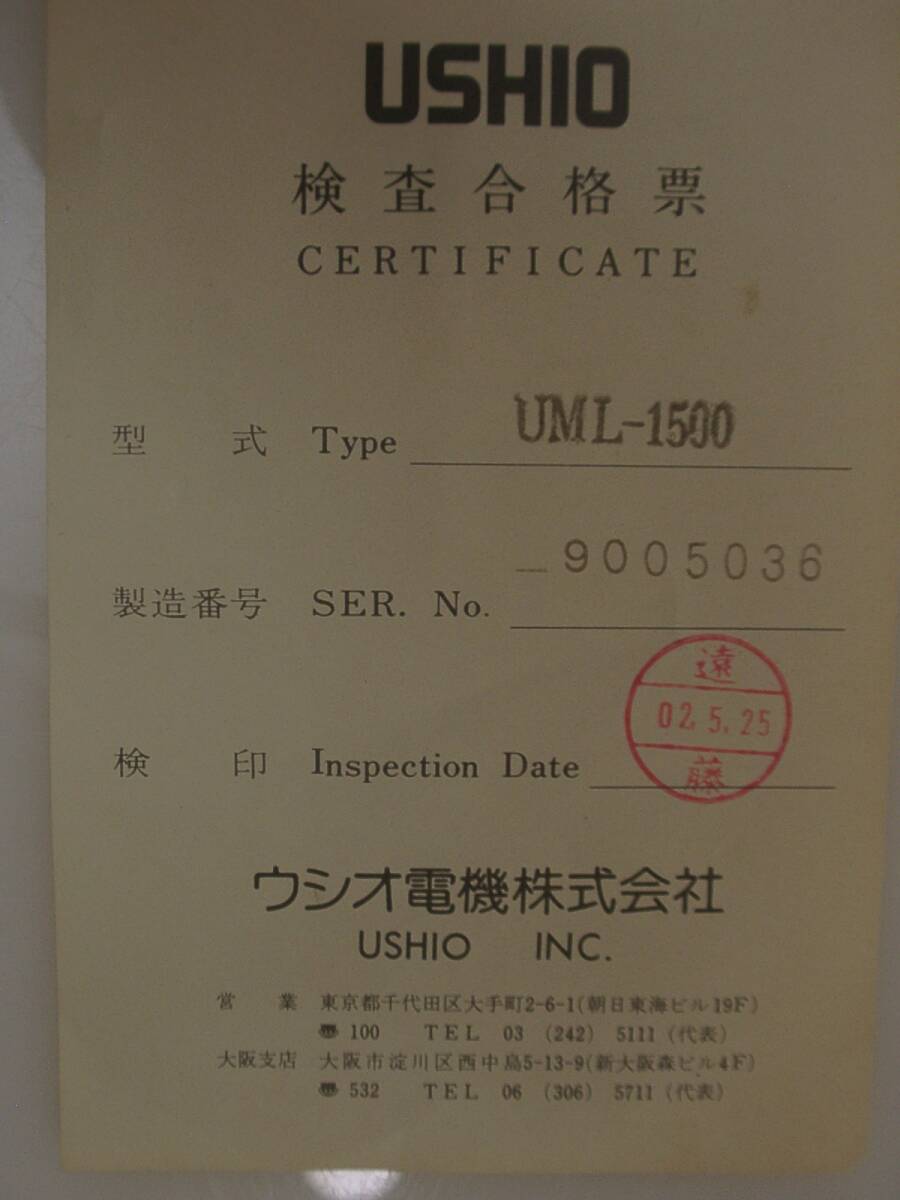 USHIO
検査合格票
CERTIFICATE
型式 Type UML-1500
製造番号 SER. No. _9005036
遠
02.5.25
藤
検印 Inspection Date
ウシオ電機株式会社
USHIO INC.
営業 東京都千代田区大手町2-6-1(朝日東海ビル19F)
☎ 100 TEL 03 (242) 5111 (代表)
大阪支店 大阪市淀川区西中島5-13-9(新大阪森ビル4F)
☎ 532 TEL 06 (306) 5711 (代表)